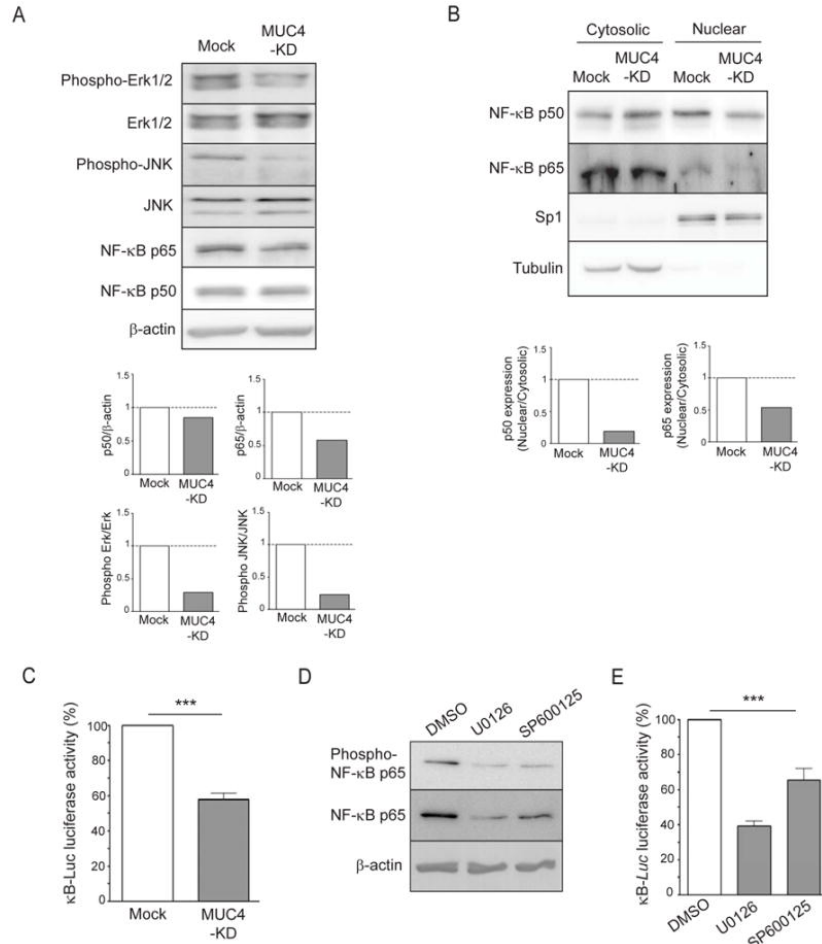 A
Mock
MUC4
-KD
Phospho-Erk1/2
Erk1/2
Phospho-JNK
JNK
NF-κB p65
NF-κB p50
β-actin
p50/β-actin
1.5
1
0.5
0
Mock
MUC4
-KD
p65/β-actin
1.5
1
0.5
0
Mock
MUC4
-KD
Phospho Erk/Erk
1.5
1
0.5
0
Mock
MUC4
-KD
Phospho JNK/JNK
1.5
1
0.5
0
Mock
MUC4
-KD
B
Cytosolic Nuclear
Mock
MUC4
-KD
Mock
MUC4
-KD
NF-κB p50
NF-κB p65
Sp1
Tubulin
p50 expression
(Nuclear/Cytosolic)
1.5
1
0.5
0
Mock
MUC4
-KD
p65 expression
(Nuclear/Cytosolic)
1.5
1
0.5
0
Mock
MUC4
-KD
C
κB-Luc luciferase activity (%)
100
80
60
40
20
0
***
Mock
MUC4
-KD
D
DMSO
U0126
SP600125
Phospho-
NF-κB p65
NF-κB p65
β-actin
E
κB-Luc luciferase activity (%)
100
80
60
40
20
0
***
DMSO
U0126
SP600125